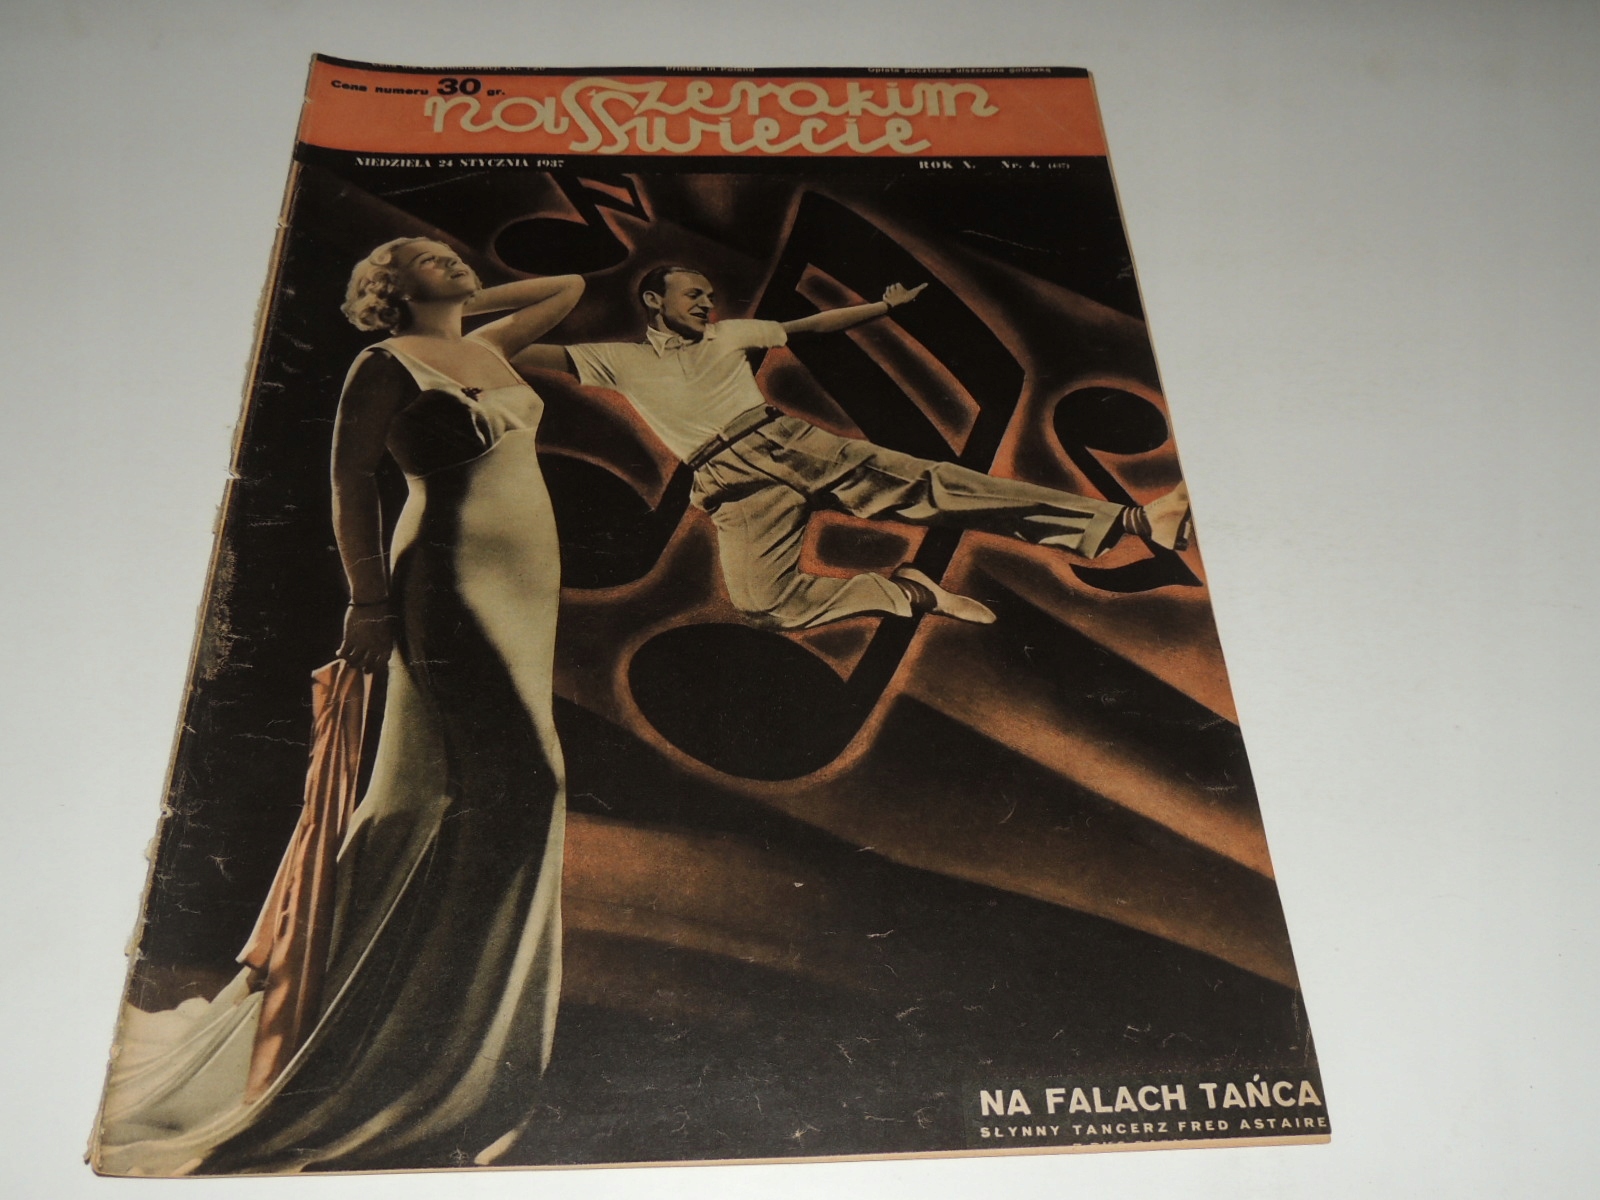 Printed in Poland Opłata pocztowa uiszczona gotówką
Cena numeru 30 gr.
na Szerokim
Świecie
NIEDZIELA 24 STYCZNIA 1937 ROK X. Nr. 4. (437)
NA FALACH TAŃCA
SŁYNNY TANCERZ FRED ASTAIRE